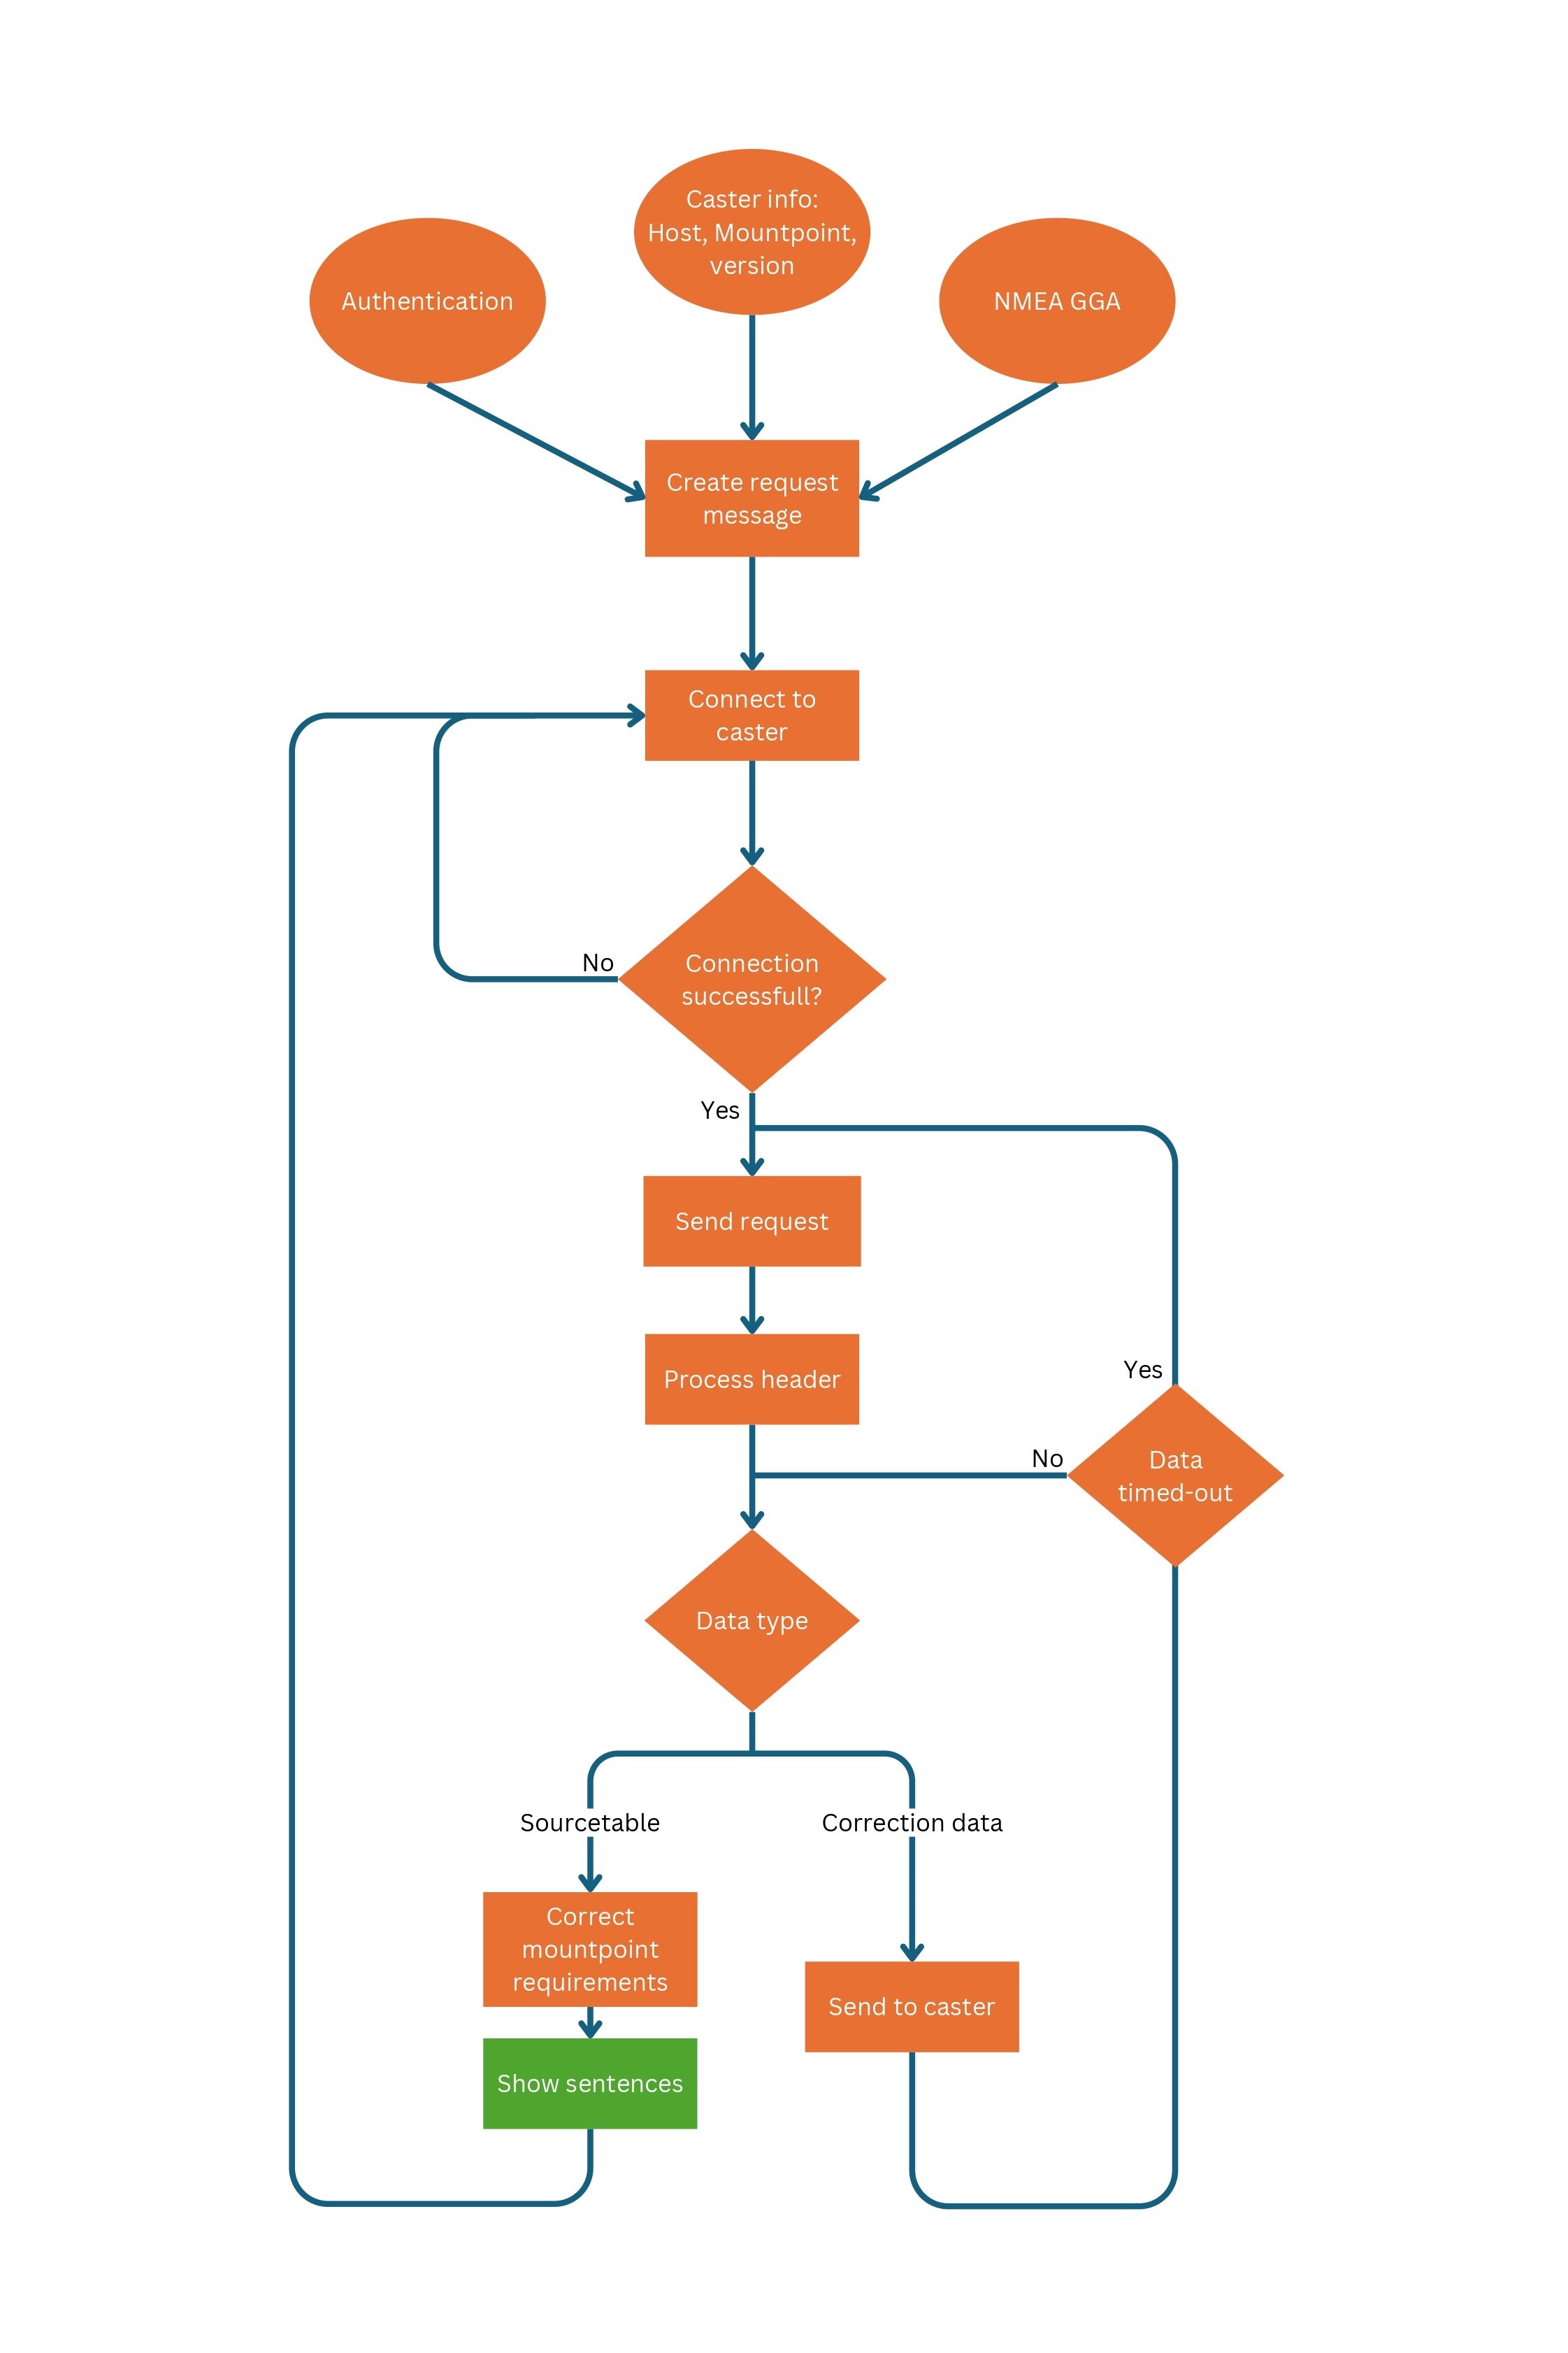 Caster info:
Host, Mountpoint,
version
Authentication
NMEA GGA
Create request
message
Connect to
caster
No
Connection
successfull?
Yes
Send request
Process header
Yes
No
Data
timed-out
Data type
Sourcetable
Correction data
Correct
mountpoint
requirements
Send to caster
Show sentences